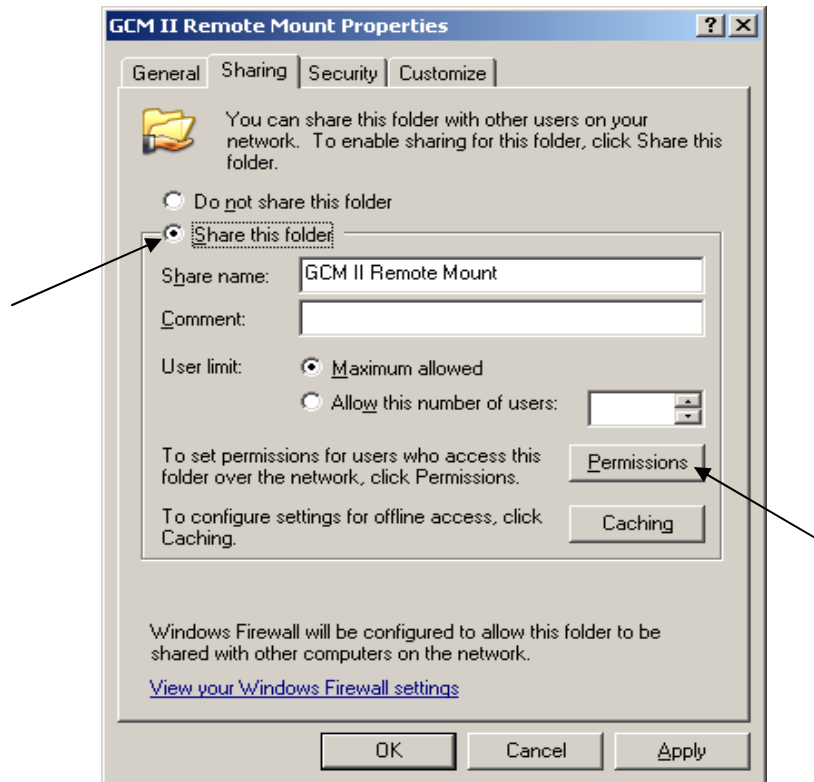 GCM II Remote Mount Properties
General Sharing Security Customize
You can share this folder with other users on your
network. To enable sharing for this folder, click Share this
folder.
Do not share this folder
Share this folder
Share name: GCM II Remote Mount
Comment:
User limit: Maximum allowed
Allow this number of users:
To set permissions for users who access this
folder over the network, click Permissions.
Permissions
To configure settings for offline access, click
Caching.
Caching
Windows Firewall will be configured to allow this folder to be
shared with other computers on the network.
View your Windows Firewall settings
OK Cancel Apply